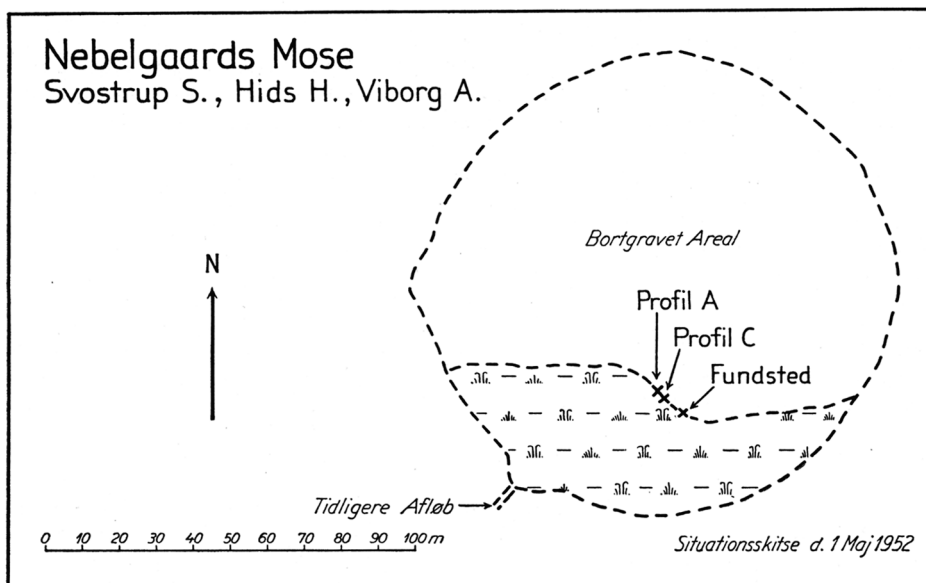 Nebelgaards Mose
Svostrup S., Hids H., Viborg A.
Bortgravet Areal
N
Profil A
Profil C
Fundsted
Tidligere Afløb
0 10 20 30 40 50 60 70 80 90 100 m
Situationsskitse d. 1 Maj 1952